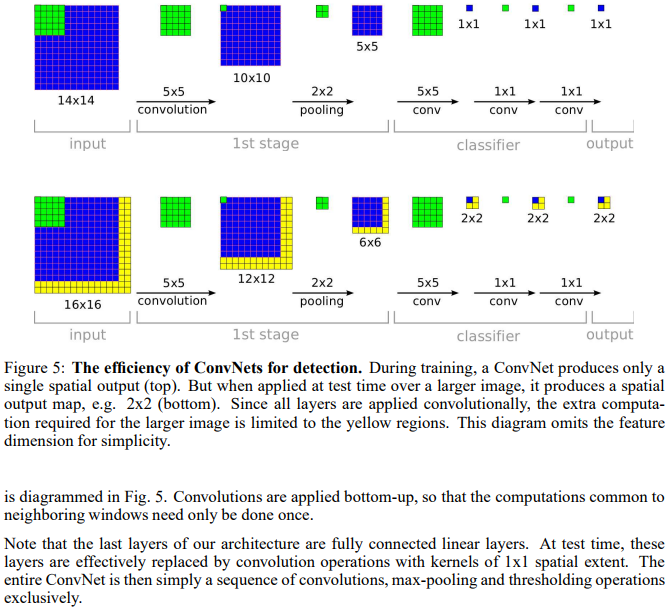 1x1 1x1 1x1
5x5
10x10
14x14
5x5 2x2 5x5 1x1 1x1
convolution pooling conv conv conv
input 1st stage classifier output
2x2 2x2 2x2
6x6
12x12
16x16
5x5 2x2 5x5 1x1 1x1
convolution pooling conv conv conv
input 1st stage classifier output
Figure 5: The efficiency of ConvNets for detection. During training, a ConvNet produces only a
single spatial output (top). But when applied at test time over a larger image, it produces a spatial
output map, e.g. 2x2 (bottom). Since all layers are applied convolutionally, the extra computa-
tion required for the larger image is limited to the yellow regions. This diagram omits the feature
dimension for simplicity.
is diagrammed in Fig. 5. Convolutions are applied bottom-up, so that the computations common to
neighboring windows need only be done once.
Note that the last layers of our architecture are fully connected linear layers. At test time, these
layers are effectively replaced by convolution operations with kernels of 1x1 spatial extent. The
entire ConvNet is then simply a sequence of convolutions, max-pooling and thresholding operations
exclusively.